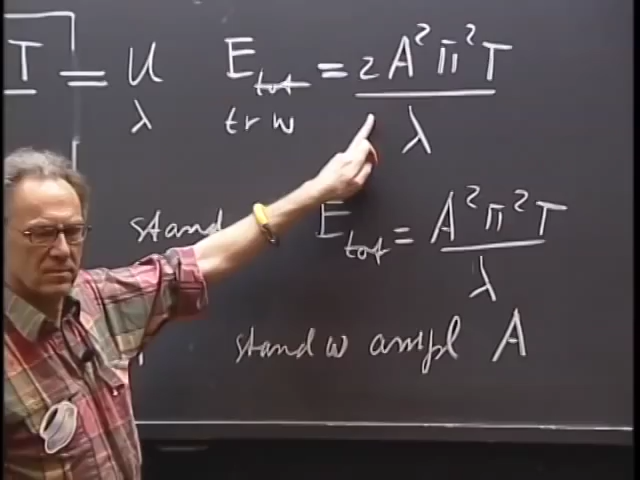 T = u E_tot = 2A²π²T
λ tr w λ
stand E_tot = A²π²T
λ
stand w ampl A